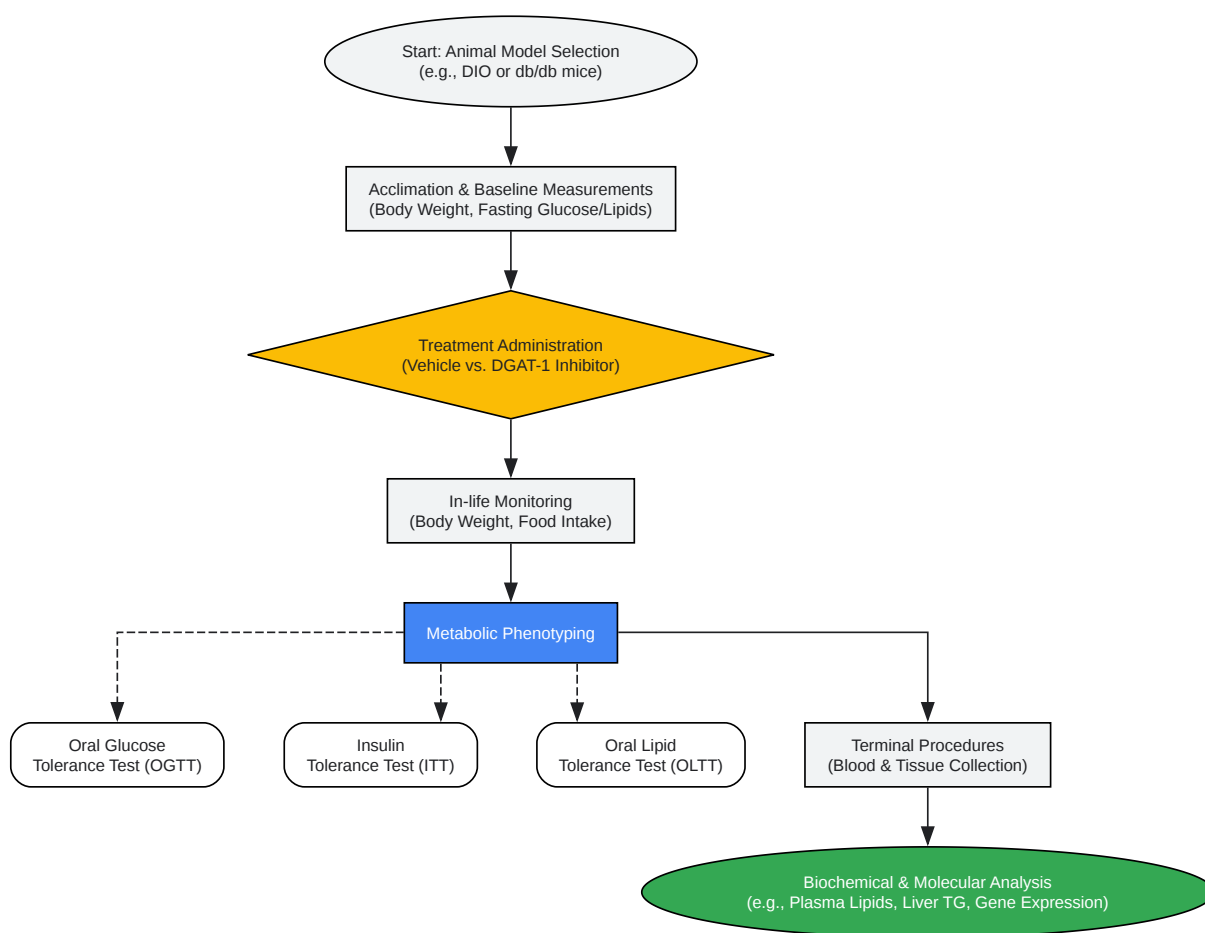 Start: Animal Model Selection
(e.g., DIO or db/db mice)
Acclimation & Baseline Measurements
(Body Weight, Fasting Glucose/Lipids)
Treatment Administration
(Vehicle vs. DGAT-1 Inhibitor)
In-life Monitoring
(Body Weight, Food Intake)
Metabolic Phenotyping
Oral Glucose
Tolerance Test (OGTT)
Insulin
Tolerance Test (ITT)
Oral Lipid
Tolerance Test (OLTT)
Terminal Procedures
(Blood & Tissue Collection)
Biochemical & Molecular Analysis
(e.g., Plasma Lipids, Liver TG, Gene Expression)